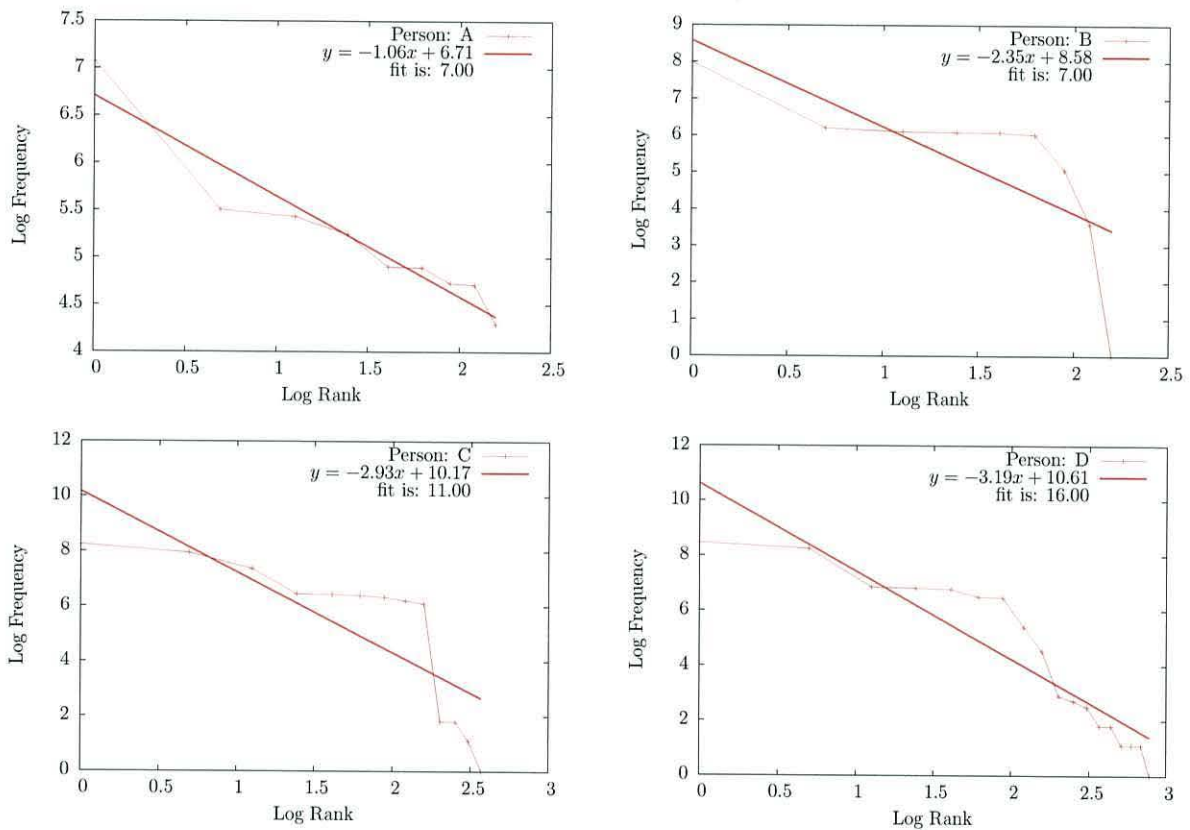 7.5
7
6.5
6
5.5
5
4.5
4
0
0.5
1
1.5
2
2.5
Log Frequency
Log Rank
Person: A
y = −1.06x + 6.71
fit is: 7.00
9
8
7
6
5
4
3
2
1
0
0
0.5
1
1.5
2
2.5
Log Frequency
Log Rank
Person: B
y = −2.35x + 8.58
fit is: 7.00
12
10
8
6
4
2
0
0
0.5
1
1.5
2
2.5
3
Log Frequency
Log Rank
Person: C
y = −2.93x + 10.17
fit is: 11.00
12
10
8
6
4
2
0
0
0.5
1
1.5
2
2.5
3
Log Frequency
Log Rank
Person: D
y = −3.19x + 10.61
fit is: 16.00